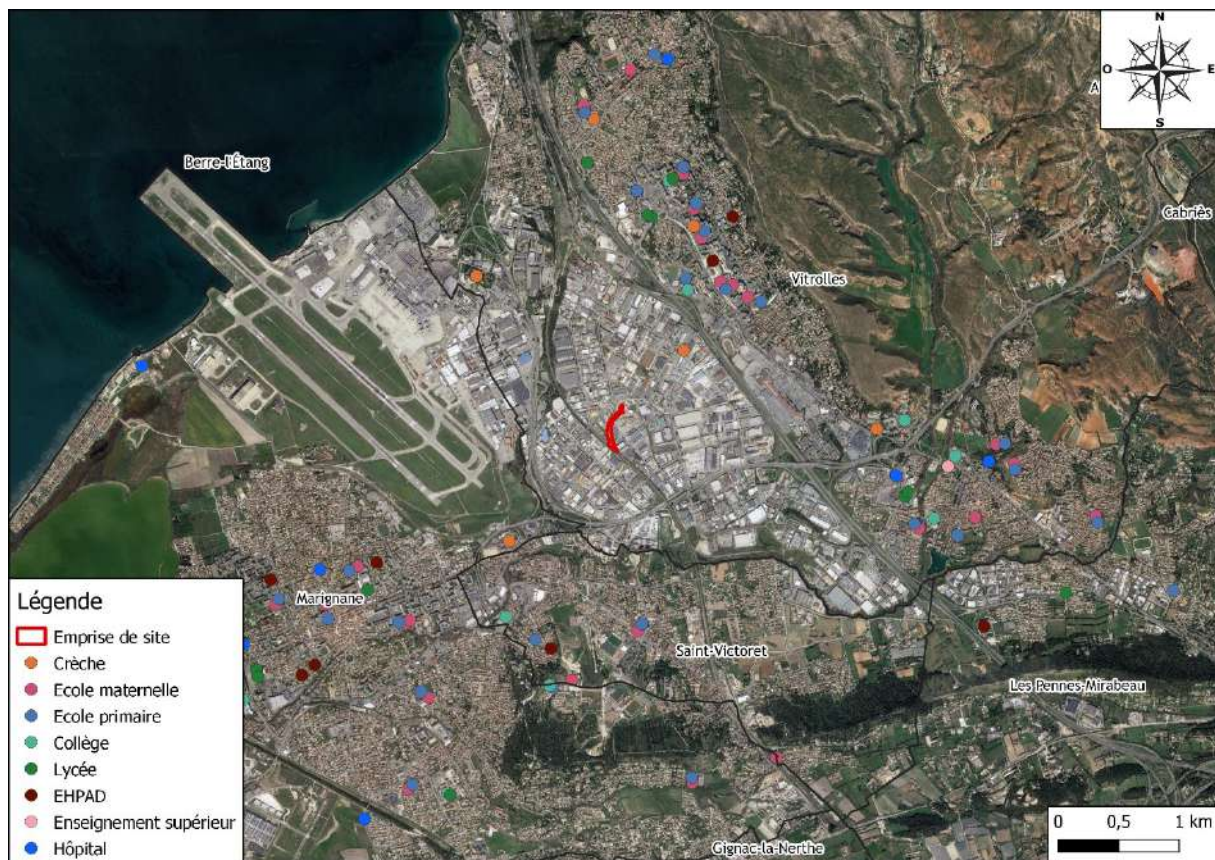 N
O
E
S
A
Berre-l'Étang
Cabriès
Vitrolles
Marignane
Saint-Victoret
Les Pennes-Mirabeau
Gignac-la-Nerthe
Légende
Emprise de site
Crèche
Ecole maternelle
Ecole primaire
Collège
Lycée
EHPAD
Enseignement supérieur
Hôpital
0 0,5 1 km